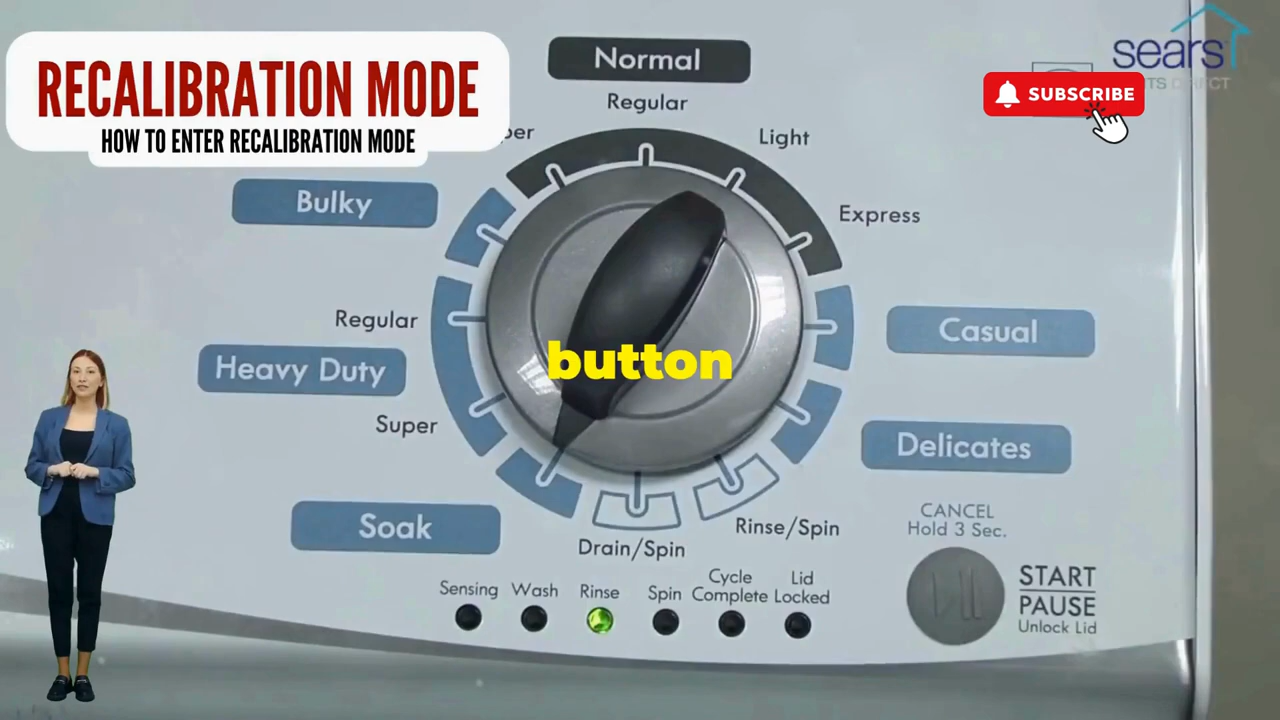 RECALIBRATION MODE
HOW TO ENTER RECALIBRATION MODE
sears
SUBSCRIBE
Normal
Regular
Light
Express
Bulky
Regular
Heavy Duty
Super
Casual
Delicates
Soak
Drain/Spin
Rinse/Spin
button
CANCEL
Hold 3 Sec.
START
PAUSE
Unlock Lid
Sensing
Wash
Rinse
Spin
Cycle
Complete
Lid
Locked